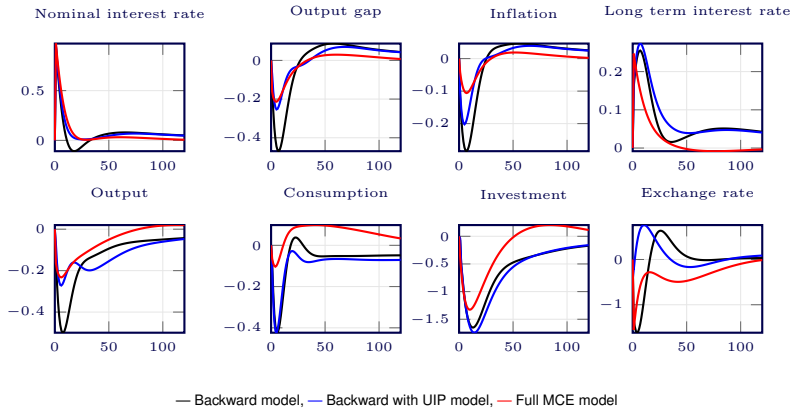 Nominal interest rate
Output gap
Inflation
Long term interest rate
0.5
0
0
−0.2
−0.4
0
−0.1
−0.2
0.2
0.1
0
0 50 100
0 50 100
0 50 100
0 50 100
Output
Consumption
Investment
Exchange rate
0
−0.2
−0.4
0
−0.2
−0.4
0
−0.5
−1
−1.5
0
−1
0 50 100
0 50 100
0 50 100
0 50 100
— Backward model, — Backward with UIP model, — Full MCE model